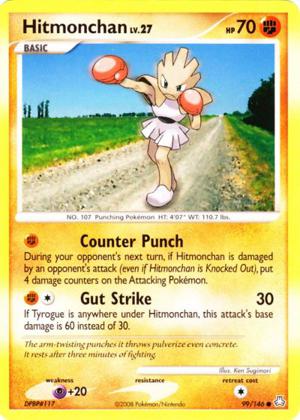 Hitmonchan LV.27 HP 70
BASIC
NO. 107 Punching Pokémon HT: 4'07" WT: 110.7 lbs.
Counter Punch
During your opponent's next turn, if Hitmonchan is damaged
by an opponent's attack (even if Hitmonchan is Knocked Out), put
4 damage counters on the Attacking Pokémon.
Gut Strike 30
If Tyrogue is anywhere under Hitmonchan, this attack's base
damage is 60 instead of 30.
The arm-twisting punches it throws pulverize even concrete.
It rests after three minutes of fighting.
Illus. Ken Sugimori
weakness resistance retreat cost
+20
DPBP#117 ©2008 Pokémon/Nintendo 99/146